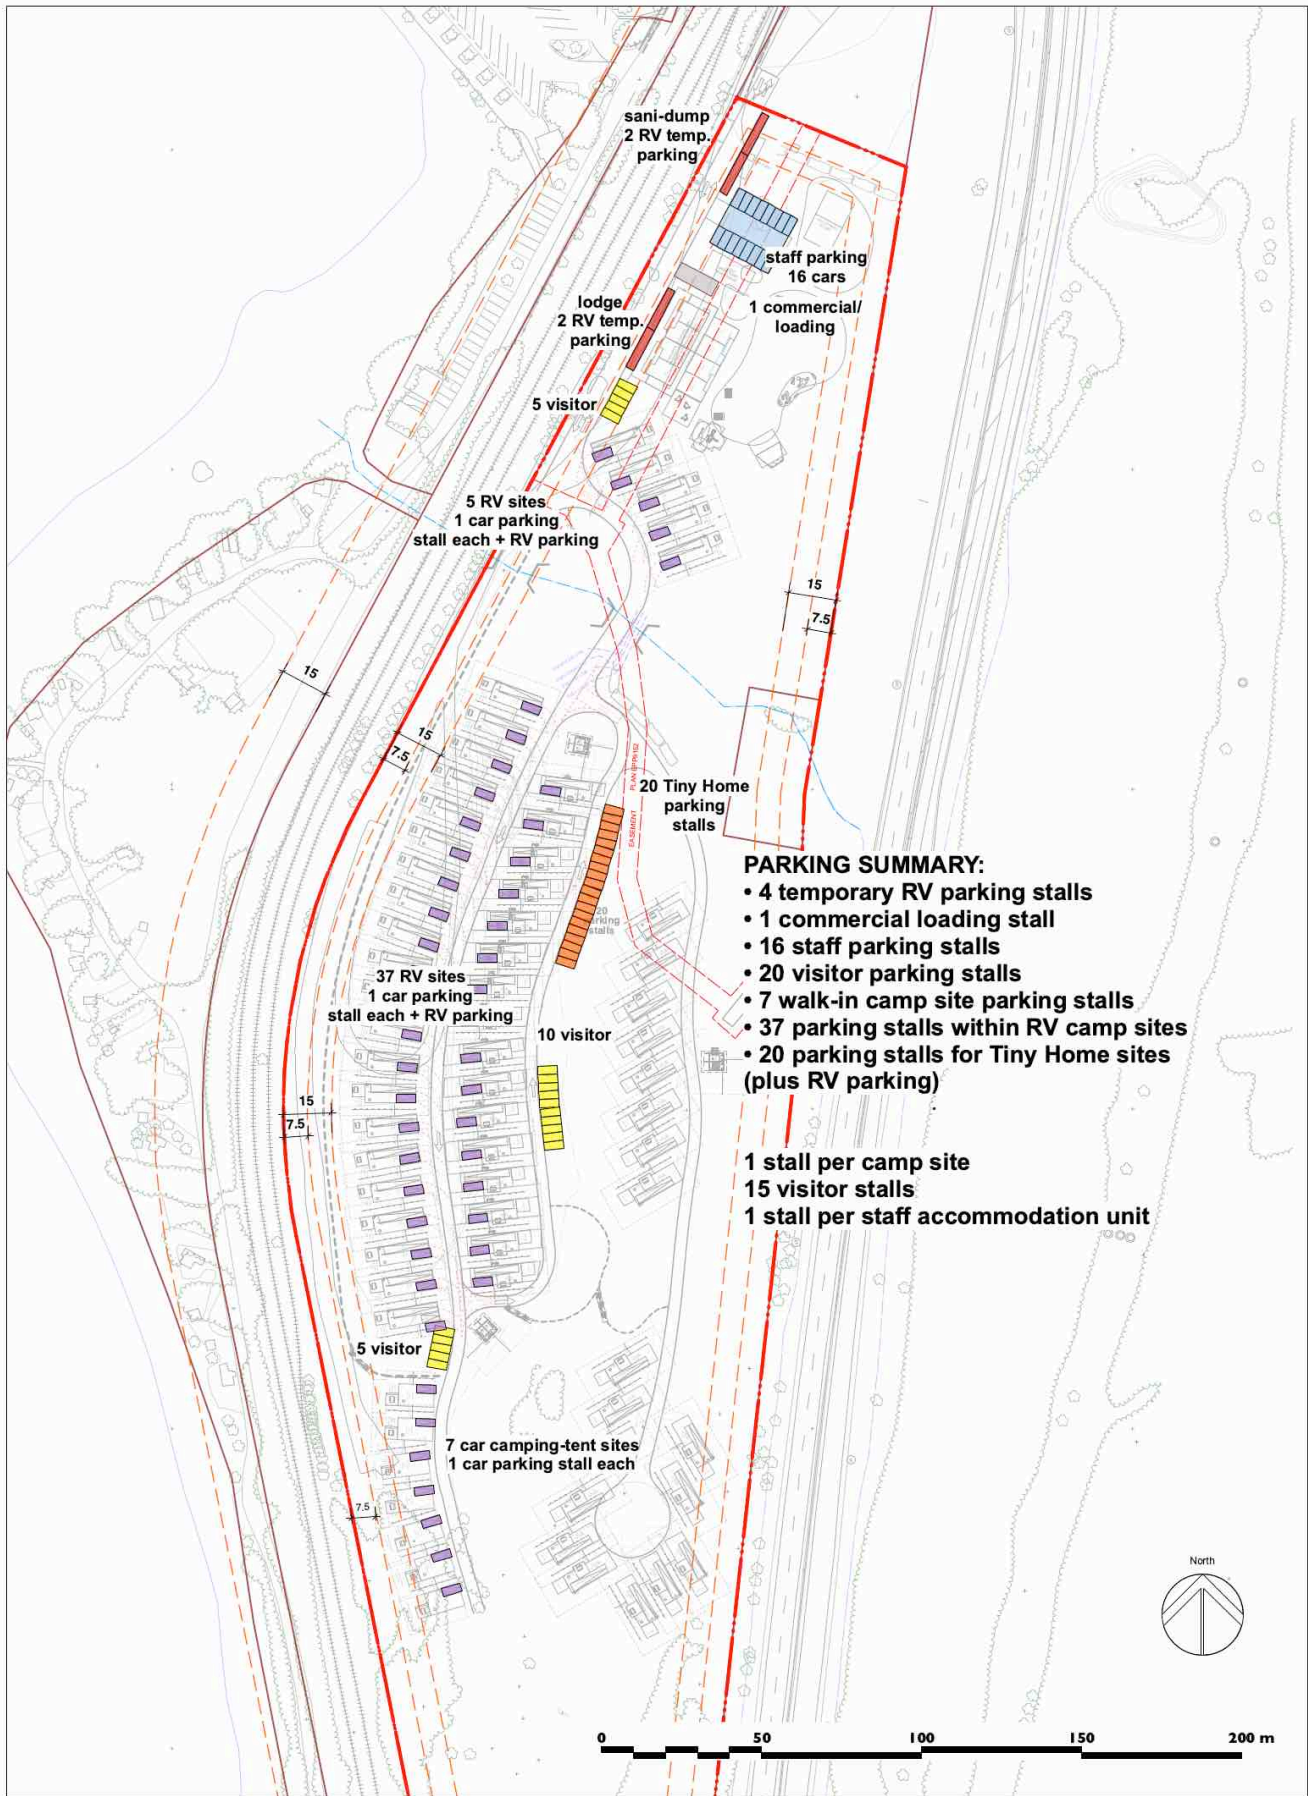 sani-dump
2 RV temp.
parking
staff parking
16 cars
1 commercial/
loading
lodge
2 RV temp.
parking
5 visitor
5 RV sites
1 car parking
stall each + RV parking
15
7.5
15
15
7.5
EASEMENT
20 Tiny Home
parking
stalls
20
parking
stalls
PARKING SUMMARY:
• 4 temporary RV parking stalls
• 1 commercial loading stall
• 16 staff parking stalls
• 20 visitor parking stalls
• 7 walk-in camp site parking stalls
• 37 parking stalls within RV camp sites
• 20 parking stalls for Tiny Home sites
(plus RV parking)
37 RV sites
1 car parking
stall each + RV parking
10 visitor
15
7.5
1 stall per camp site
15 visitor stalls
1 stall per staff accommodation unit
5 visitor
7 car camping-tent sites
1 car parking stall each
7.5
North
0 50 100 150 200 m